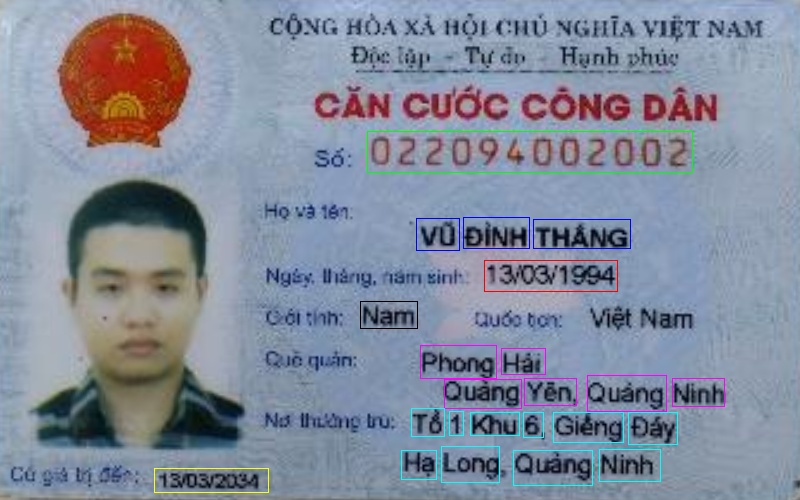 CỘNG HÒA XÃ HỘI CHỦ NGHĨA VIỆT NAM
Độc lập - Tự do - Hạnh phúc
CĂN CƯỚC CÔNG DÂN
Số: 022094002002
Họ và tên:
VŨ ĐÌNH THẮNG
Ngày, tháng, năm sinh: 13/03/1994
Giới tính: Nam Quốc tịch: Việt Nam
Quê quán: Phong Hải
Quảng Yên, Quảng Ninh
Nơi thường trú: Tổ 1 Khu 6, Giếng Đáy
Hạ Long, Quảng Ninh
Có giá trị đến: 13/03/2034